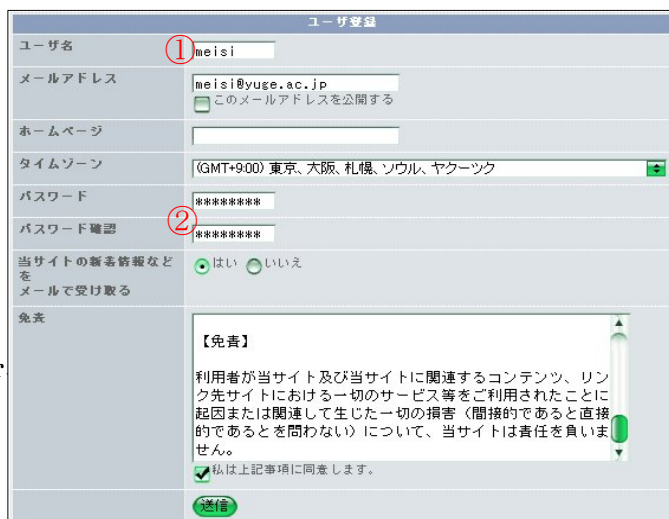 ユーザ登録
ユーザ名
①
meisi
メールアドレス
meisi@yuge.ac.jp
このメールアドレスを公開する
ホームページ
タイムゾーン
(GMT+9:00) 東京、大阪、札幌、ソウル、ヤクーツク
パスワード
********
②
パスワード確認
********
当サイトの新着情報など
を
メールで受け取る
はい いいえ
免責
【免責】
利用者が当サイト及び当サイトに関連するコンテンツ、リン
ク先サイトにおける一切のサービス等をご利用されたことに
起因または関連して生じた一切の損害（間接的であると直接
的であるとを問わない）について、当サイトは責任を負いま
せん。
私は上記事項に同意します。
送信